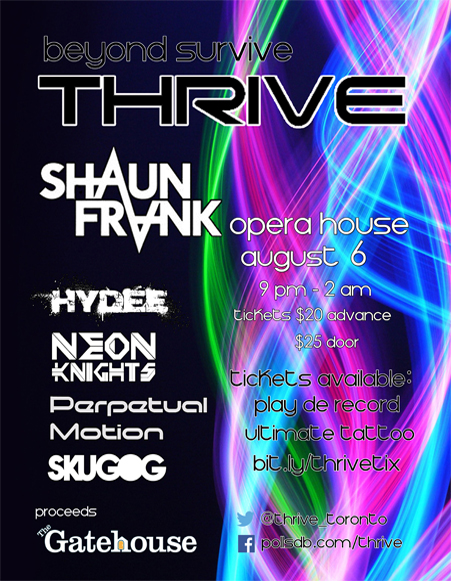 beyond survive
THRIVE
SHAUN
FRANK
opera house
august 6
9 pm - 2 am
tickets $20 advance
$25 door
HYDEE
NEON
KNIGHTS
Perpetual
Motion
SKUGOG
tickets available:
play de record
ultimate tattoo
bit.ly/thrivetix
proceeds
The Gatehouse
@thrive_toronto
polisdb.com/thrive